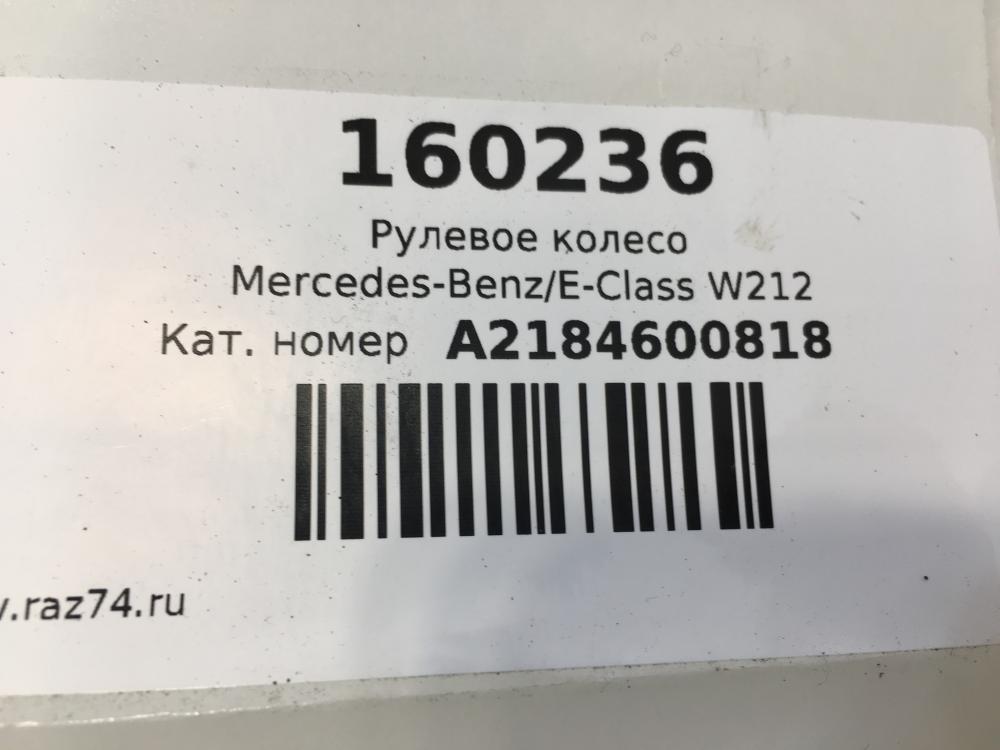 160236
Рулевое колесо
Mercedes-Benz/E-Class W212
Кат. номер A2184600818
.raz74.ru